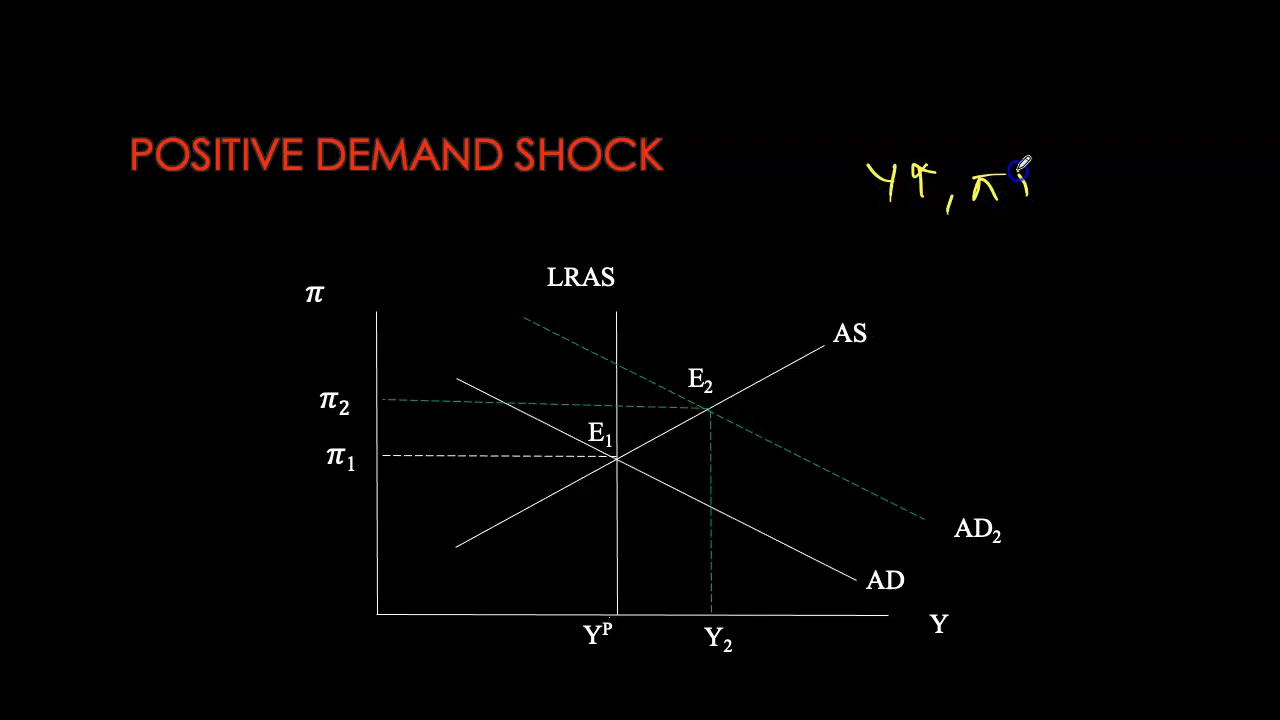 POSITIVE DEMAND SHOCK
Y↑, π↑
LRAS
π
AS
E₂
π₂
E₁
π₁
AD₂
AD
Y
Yᴾ
Y₂